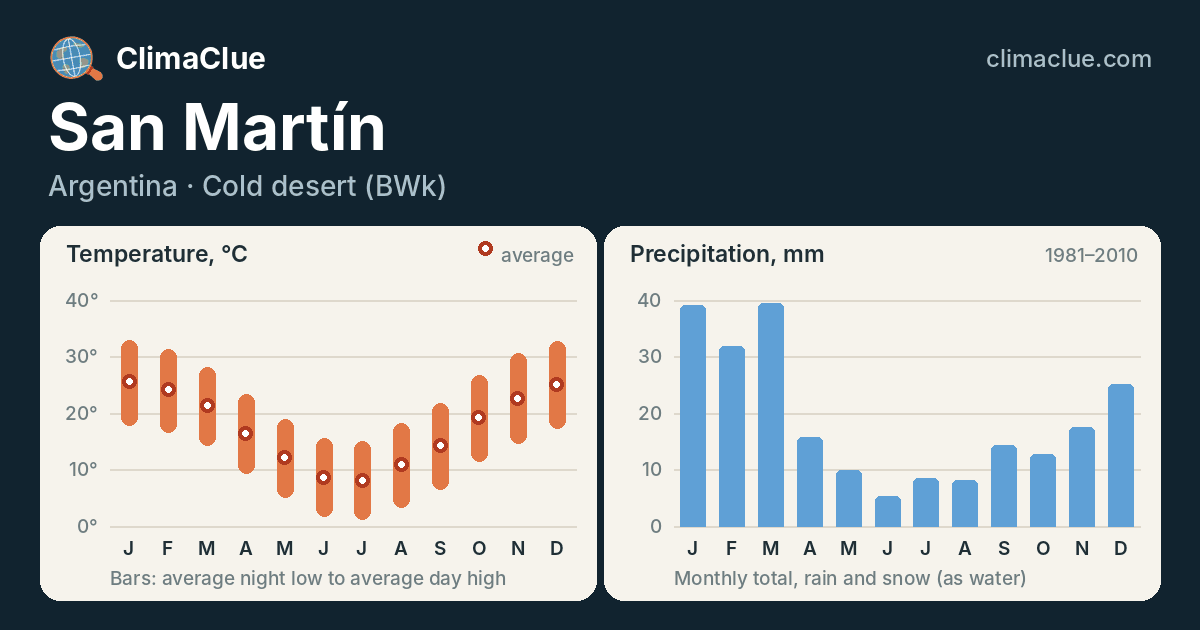 ClimaClue
climaclue.com
San Martín
Argentina · Cold desert (BWk)
Temperature, °C
average
40°
30°
20°
10°
0°
J F M A M J J A S O N D
Bars: average night low to average day high
Precipitation, mm
1981–2010
40
30
20
10
0
J F M A M J J A S O N D
Monthly total, rain and snow (as water)